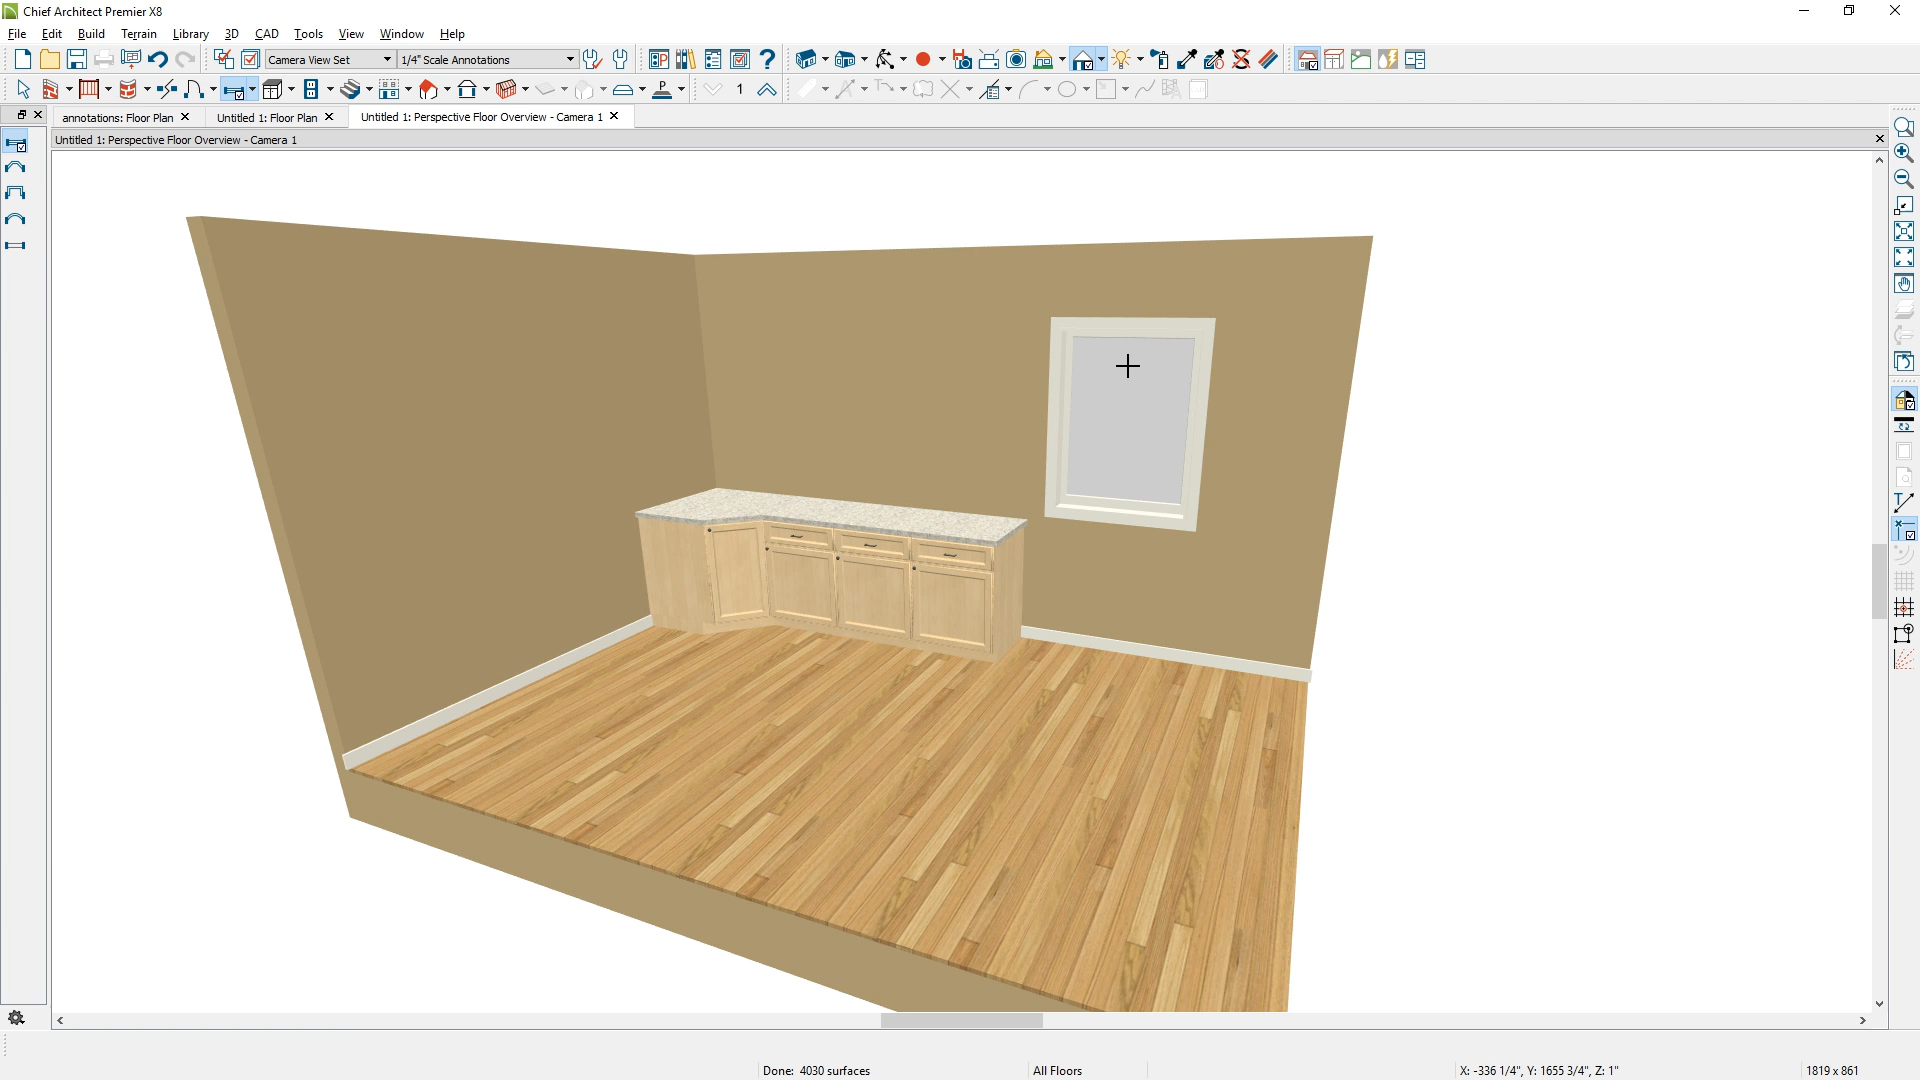 Chief Architect Premier X8
File Edit Build Terrain Library 3D CAD Tools View Window Help
Camera View Set 1/4" Scale Annotations
1
P
annotations: Floor Plan Untitled 1: Floor Plan Untitled 1: Perspective Floor Overview - Camera 1
Untitled 1: Perspective Floor Overview - Camera 1
Done: 4030 surfaces All Floors X: -336 1/4", Y: 1655 3/4", Z: 1" 1819 x 861